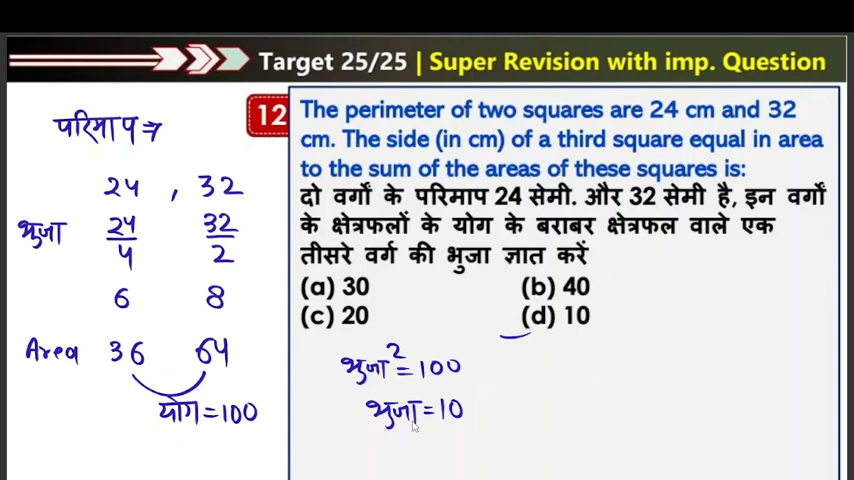 Target 25/25 | Super Revision with imp. Question
12
The perimeter of two squares are 24 cm and 32
cm. The side (in cm) of a third square equal in area
to the sum of the areas of these squares is:
दो वर्गों के परिमाप 24 सेमी. और 32 सेमी है, इन वर्गों
के क्षेत्रफलों के योग के बराबर क्षेत्रफल वाले एक
तीसरे वर्ग की भुजा ज्ञात करें
(a) 30 (b) 40
(c) 20 (d) 10
परिमाप ⇒
24 , 32
भुजा 24/4 32/2
6 8
Area 36 64
योग = 100
भुजा² = 100
भुजा = 10